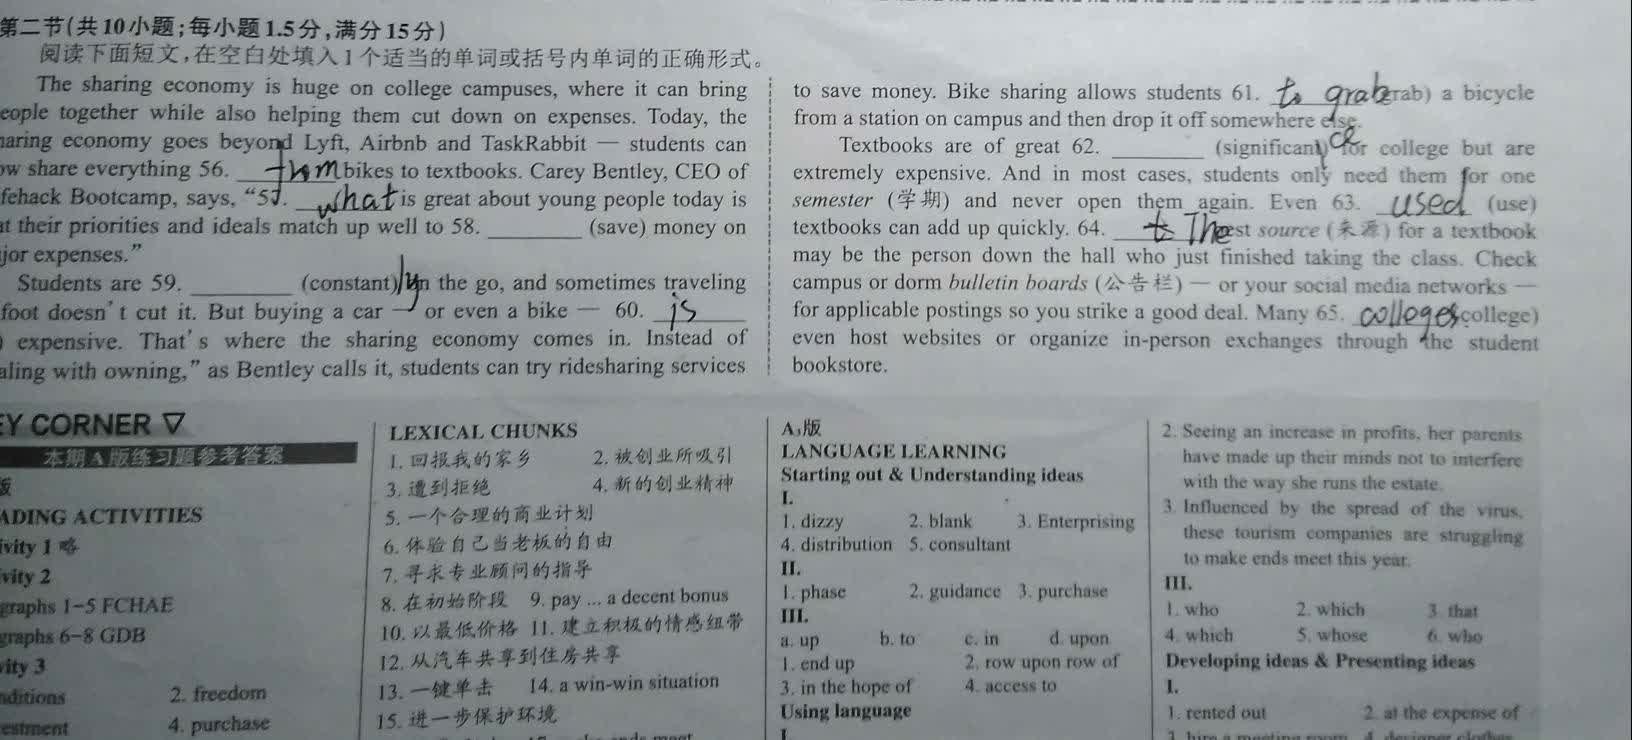 第二节(共10小题;每小题1.5分,满分15分)
阅读下面短文,在空白处填入1个适当的单词或括号内单词的正确形式。
The sharing economy is huge on college campuses, where it can bring
eople together while also helping them cut down on expenses. Today, the
haring economy goes beyond Lyft, Airbnb and TaskRabbit — students can
ow share everything 56. bikes to textbooks. Carey Bentley, CEO of
fehack Bootcamp, says, “57. what is great about young people today is
at their priorities and ideals match up well to 58. ________ (save) money on
jor expenses.”
Students are 59. ________ (constant)ly on the go, and sometimes traveling
foot doesn't cut it. But buying a car — or even a bike — 60. is
expensive. That's where the sharing economy comes in. Instead of
aling with owning,” as Bentley calls it, students can try ridesharing services
to save money. Bike sharing allows students 61. to grab (grab) a bicycle
from a station on campus and then drop it off somewhere else.
Textbooks are of great 62. ________ (significant) ce for college but are
extremely expensive. And in most cases, students only need them for one
semester (学期) and never open them again. Even 63. used (use)
textbooks can add up quickly. 64. The best source (来源) for a textbook
may be the person down the hall who just finished taking the class. Check
campus or dorm bulletin boards (公告栏) — or your social media networks —
for applicable postings so you strike a good deal. Many 65. colleges (college)
even host websites or organize in-person exchanges through the student
bookstore.
EY CORNER ▽
本期A版练习题参考答案
版
ADING ACTIVITIES
ivity 1 略
vity 2
graphs 1-5 FCHAE
graphs 6-8 GDB
vity 3
nditions 2. freedom
estment 4. purchase
LEXICAL CHUNKS
1. 回报我的家乡 2. 被创业所吸引
3. 遭到拒绝 4. 新的创业精神
5. 一个合理的商业计划
6. 体验自己当老板的自由
7. 寻求专业顾问的指导
8. 在初始阶段 9. pay ... a decent bonus
10. 以最低价格 11. 建立积极的情感纽带
12. 从汽车共享到住房共享
13. 一键单击 14. a win-win situation
15. 进一步保护环境
A3版
LANGUAGE LEARNING
Starting out & Understanding ideas
I.
1. dizzy 2. blank 3. Enterprising
4. distribution 5. consultant
II.
1. phase 2. guidance 3. purchase
III.
a. up b. to c. in d. upon
1. end up 2. row upon row of
3. in the hope of 4. access to
Using language
I.
2. Seeing an increase in profits, her parents
have made up their minds not to interfere
with the way she runs the estate.
3. Influenced by the spread of the virus,
these tourism companies are struggling
to make ends meet this year.
III.
1. who 2. which 3. that
4. which 5. whose 6. who
Developing ideas & Presenting ideas
I.
1. rented out 2. at the expense of
3. hire a meeting room 4. designer clothes